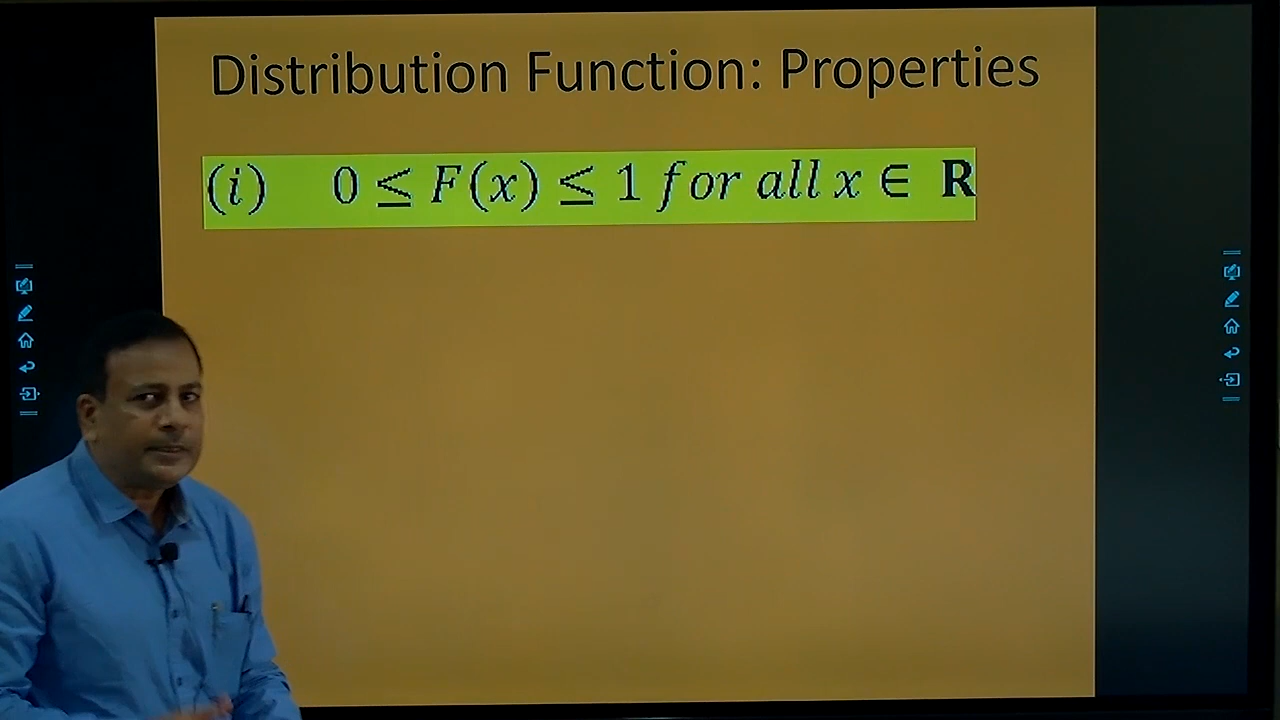 Distribution Function: Properties
(i) 0 ≤ F(x) ≤ 1 for all x ∈ R